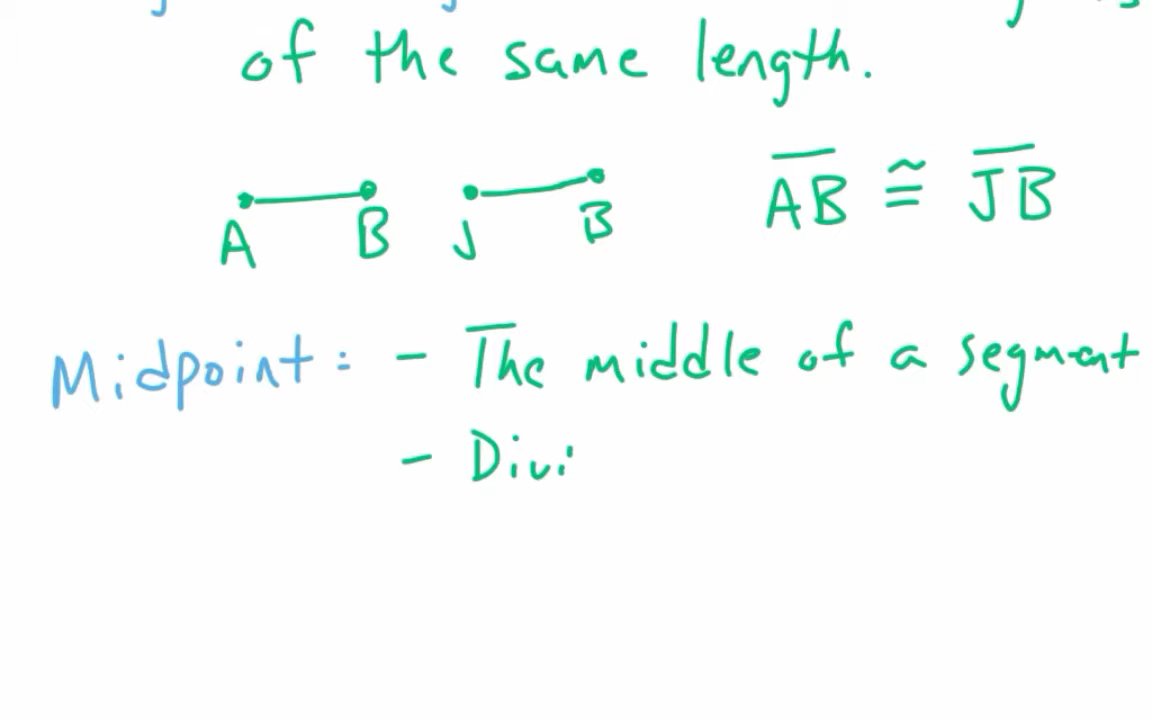 of the same length.
A B J B AB ≅ JB
Midpoint: - The middle of a segment
- Divi